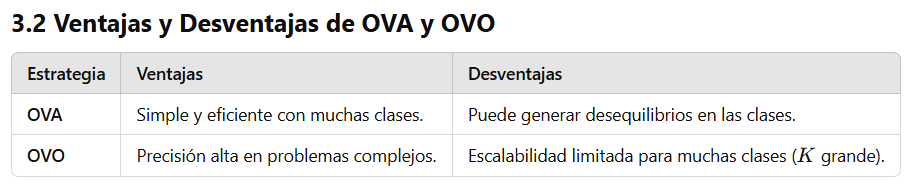 3.2 Ventajas y Desventajas de OVA y OVO
Estrategia Ventajas Desventajas
OVA Simple y eficiente con muchas clases. Puede generar desequilibrios en las clases.
OVO Precisión alta en problemas complejos. Escalabilidad limitada para muchas clases (K grande).